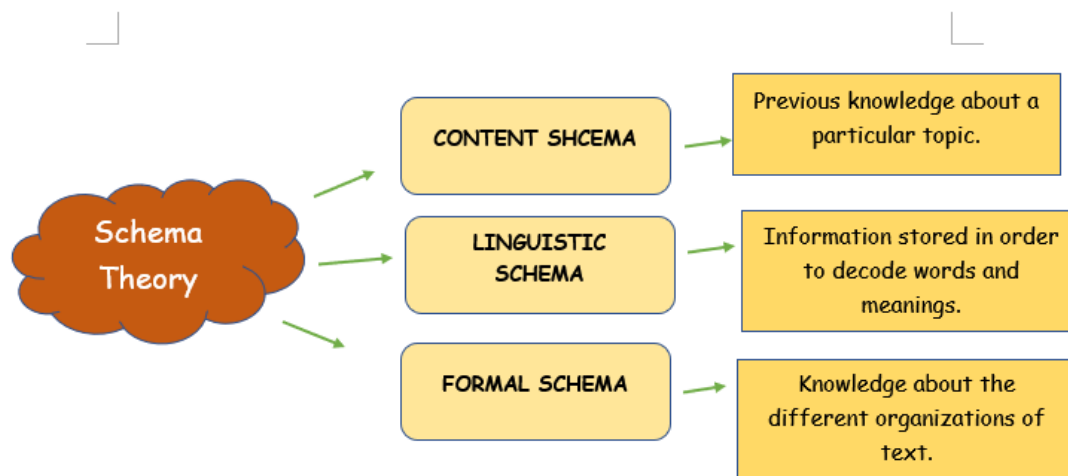 Schema
Theory
CONTENT SHCEMA
Previous knowledge about a
particular topic.
LINGUISTIC
SCHEMA
Information stored in order
to decode words and
meanings.
FORMAL SCHEMA
Knowledge about the
different organizations of
text.